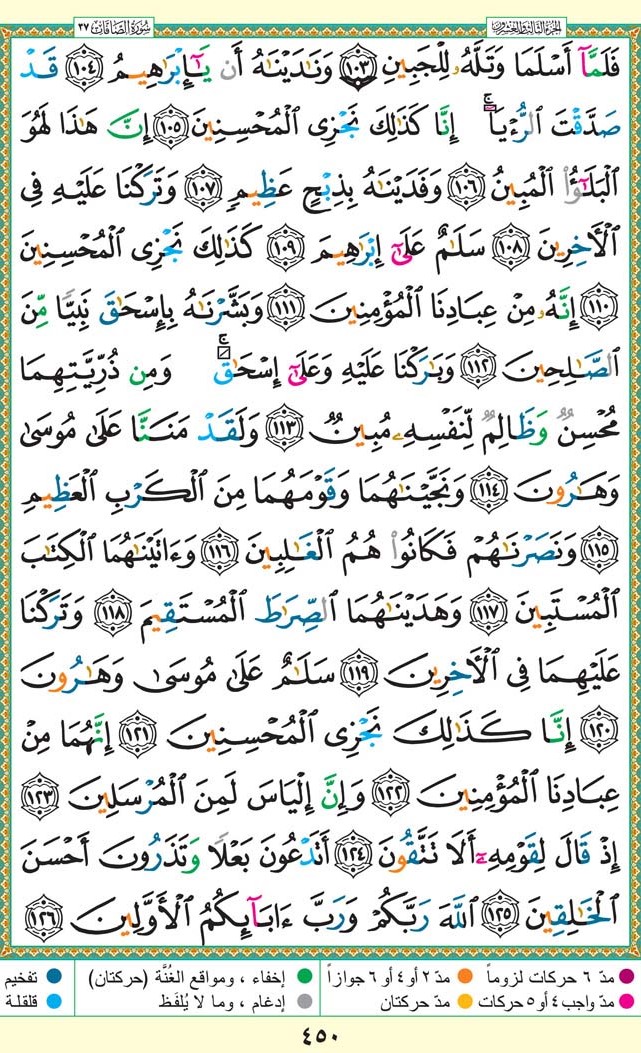 الجزء الثالث والعشرون سورة الصافات ٣٧
فَلَمَّآ أَسْلَمَا وَتَلَّهُۥ لِلْجَبِينِ ١٠٣ وَنَٰدَيْنَٰهُ أَن يَٰٓإِبْرَٰهِيمُ ١٠٤ قَدْ
صَدَّقْتَ ٱلرُّءْيَآ ۚ إِنَّا كَذَٰلِكَ نَجْزِى ٱلْمُحْسِنِينَ ١٠٥ إِنَّ هَٰذَا لَهُوَ
ٱلْبَلَٰٓؤُا۟ ٱلْمُبِينُ ١٠٦ وَفَدَيْنَٰهُ بِذِبْحٍ عَظِيمٍ ١٠٧ وَتَرَكْنَا عَلَيْهِ فِى
ٱلْأَخِرِينَ ١٠٨ سَلَٰمٌ عَلَىٰٓ إِبْرَٰهِيمَ ١٠٩ كَذَٰلِكَ نَجْزِى ٱلْمُحْسِنِينَ
١١٠ إِنَّهُۥ مِنْ عِبَادِنَا ٱلْمُؤْمِنِينَ ١١١ وَبَشَّرْنَٰهُ بِإِسْحَٰقَ نَبِيًّا مِّنَ
ٱلصَّٰلِحِينَ ١١٢ وَبَٰرَكْنَا عَلَيْهِ وَعَلَىٰٓ إِسْحَٰقَ ۚ وَمِن ذُرِّيَّتِهِمَا
مُحْسِنٌ وَظَالِمٌ لِّنَفْسِهِۦ مُبِينٌ ١١٣ وَلَقَدْ مَنَنَّا عَلَىٰ مُوسَىٰ
وَهَٰرُونَ ١١٤ وَنَجَّيْنَٰهُمَا وَقَوْمَهُمَا مِنَ ٱلْكَرْبِ ٱلْعَظِيمِ
١١٥ وَنَصَرْنَٰهُمْ فَكَانُوا۟ هُمُ ٱلْغَٰلِبِينَ ١١٦ وَءَاتَيْنَٰهُمَا ٱلْكِتَٰبَ
ٱلْمُسْتَبِينَ ١١٧ وَهَدَيْنَٰهُمَا ٱلصِّرَٰطَ ٱلْمُسْتَقِيمَ ١١٨ وَتَرَكْنَا
عَلَيْهِمَا فِى ٱلْأَخِرِينَ ١١٩ سَلَٰمٌ عَلَىٰ مُوسَىٰ وَهَٰرُونَ
١٢٠ إِنَّا كَذَٰلِكَ نَجْزِى ٱلْمُحْسِنِينَ ١٢١ إِنَّهُمَا مِنْ
عِبَادِنَا ٱلْمُؤْمِنِينَ ١٢٢ وَإِنَّ إِلْيَاسَ لَمِنَ ٱلْمُرْسَلِينَ ١٢٣
إِذْ قَالَ لِقَوْمِهِۦٓ أَلَا تَتَّقُونَ ١٢٤ أَتَدْعُونَ بَعْلًا وَتَذَرُونَ أَحْسَنَ
ٱلْخَٰلِقِينَ ١٢٥ ٱللَّهَ رَبَّكُمْ وَرَبَّ ءَابَآئِكُمُ ٱلْأَوَّلِينَ ١٢٦
مدّ ٦ حركات لزوماً مدّ ٢ أو ٤ أو ٦ جوازاً إخفاء ، ومواقع الغُنَّة (حركتان) تفخيم
مدّ واجب ٤ أو ٥ حركات مدّ حركتان إدغام ، وما لا يُلفَظ قلقلة
٤٥٠